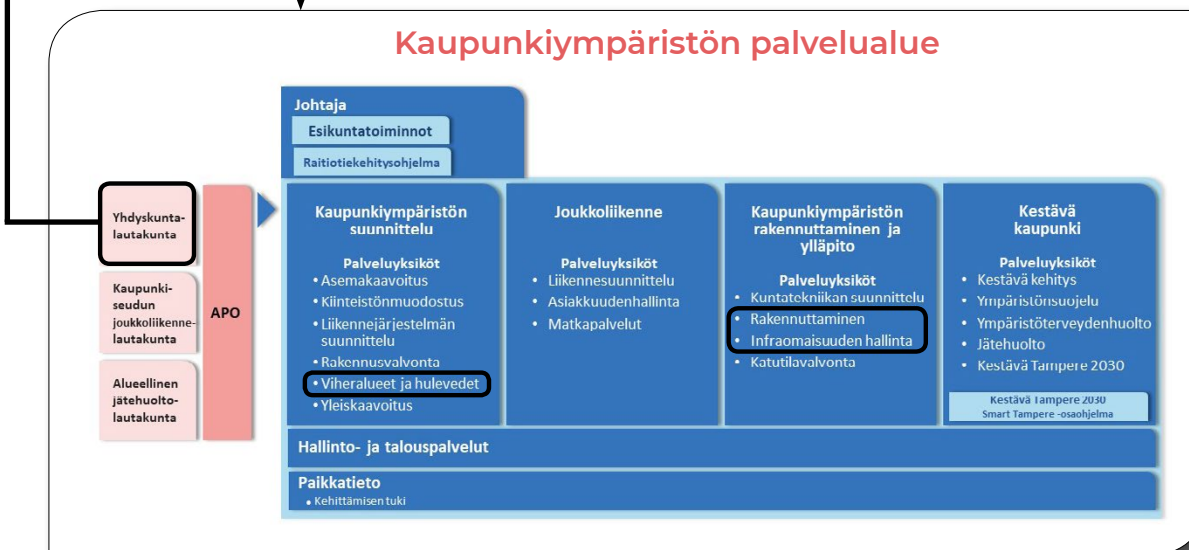 Kaupunkiympäristön palvelualue
Johtaja
Esikuntatoiminnot
Raitiotiekehitysohjelma
Yhdyskunta-
lautakunta
Kaupunki-
seudun
joukkoliikenne-
lautakunta
Alueellinen
jätehuolto-
lautakunta
APO
Kaupunkiympäristön
suunnittelu
Palveluyksiköt
• Asemakaavoitus
• Kiinteistönmuodostus
• Liikennejärjestelmän
suunnittelu
• Rakennusvalvonta
• Viheralueet ja hulevedet
• Yleiskaavoitus
Joukkoliikenne
Palveluyksiköt
• Liikennesuunnittelu
• Asiakkuudenhallinta
• Matkapalvelut
Kaupunkiympäristön
rakennuttaminen ja
ylläpito
Palveluyksiköt
• Kuntatekniikan suunnittelu
• Rakennuttaminen
• Infraomaisuuden hallinta
• Katutilavalvonta
Kestävä
kaupunki
Palveluyksiköt
• Kestävä kehitys
• Ympäristönsuojelu
• Ympäristöterveydenhuolto
• Jätehuolto
• Kestävä Tampere 2030
Kestävä Tampere 2030
Smart Tampere -osaohjelma
Hallinto- ja talouspalvelut
Paikkatieto
• Kehittämisen tuki